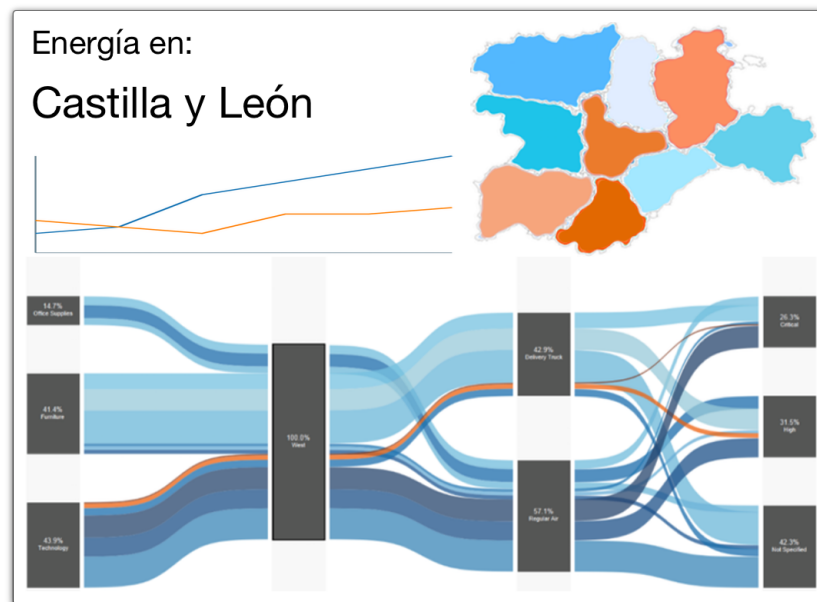 Energía en:
Castilla y León
14.7%
Office Supplies
41.4%
Furniture
43.9%
Technology
100.0%
West
42.9%
Delivery Truck
57.1%
Regular Air
26.3%
Critical
31.5%
High
42.3%
Not Specified